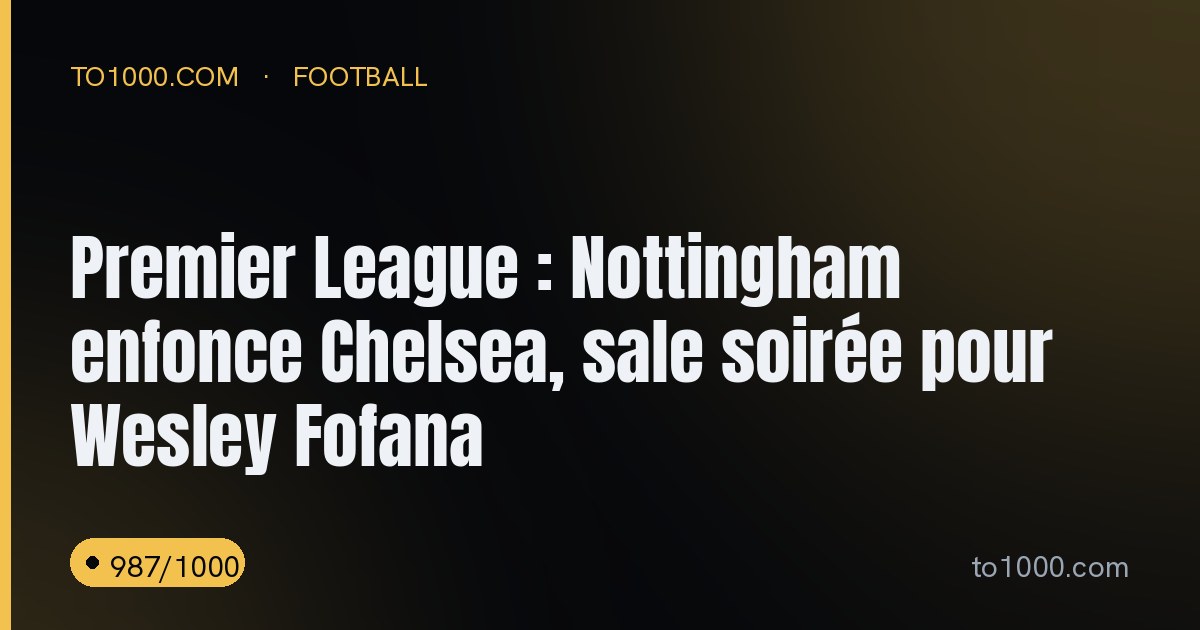 TO1000.COM · FOOTBALL
Premier League : Nottingham
enfonce Chelsea, sale soirée pour
Wesley Fofana
987/1000
to1000.com